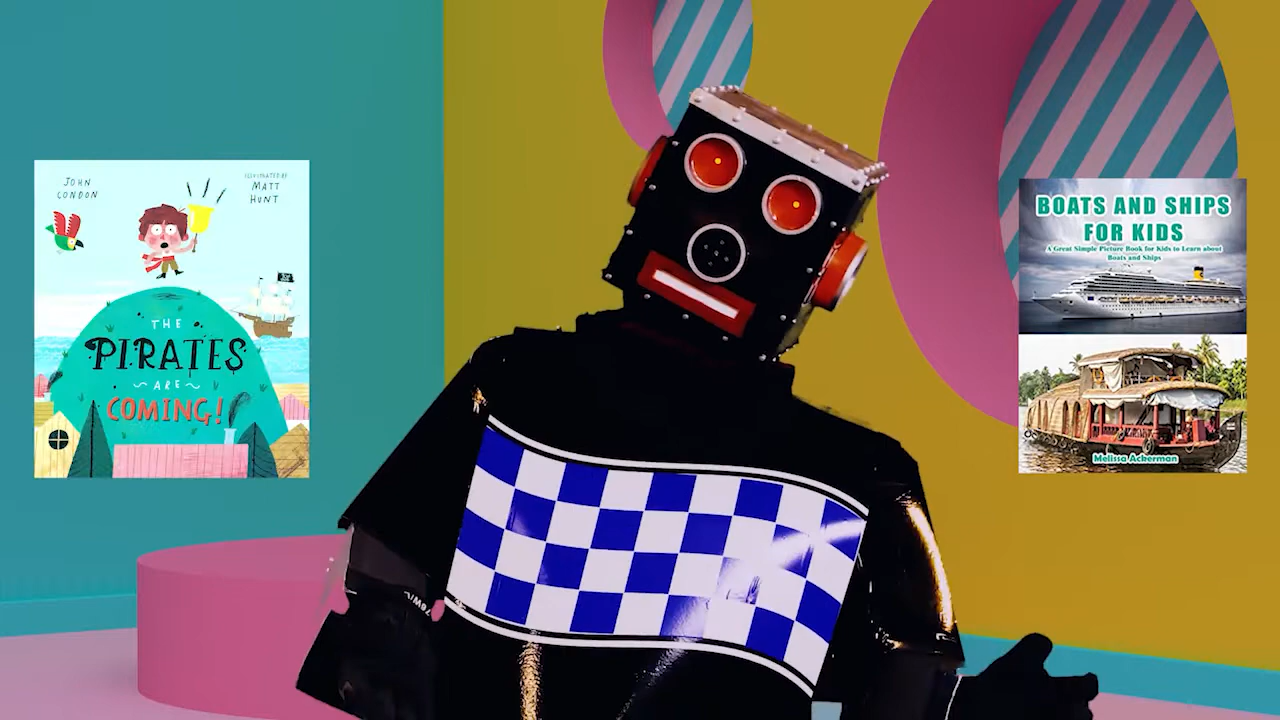 JOHN
CONDON
ILLUSTRATED BY
MATT
HUNT
THE
PIRATES
ARE
COMING!
BOATS AND SHIPS
FOR KIDS
A Great Simple Picture Book for Kids to Learn about
Boats and Ships
Melissa Ackerman